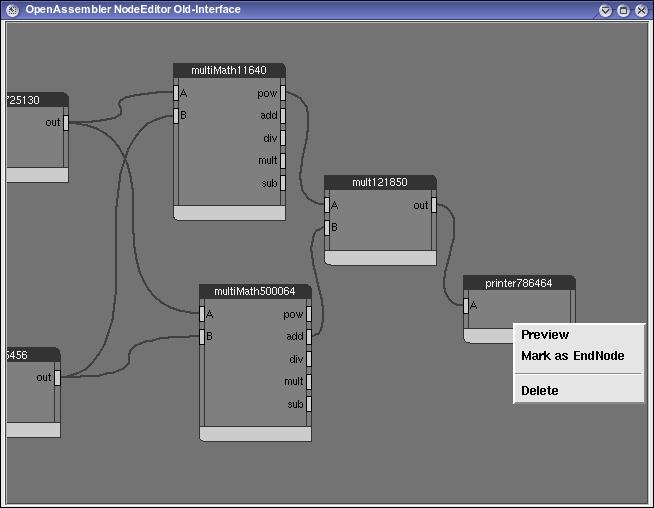 OpenAssembler NodeEditor Old-Interface
multiMath11640
A
pow
B
add
div
mult
sub
725130
out
mult121850
A
out
B
printer786464
A
multiMath500064
A
pow
B
add
div
mult
sub
5456
out
Preview
Mark as EndNode
Delete